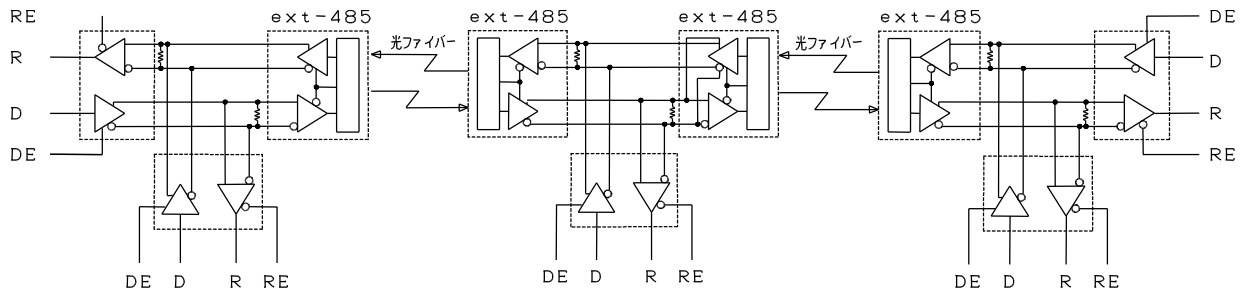 RE ext-485 ext-485 ext-485 ext-485 DE
光ファイバー 光ファイバー
R D
D R
DE RE
DE D R RE DE D R RE DE D R RE